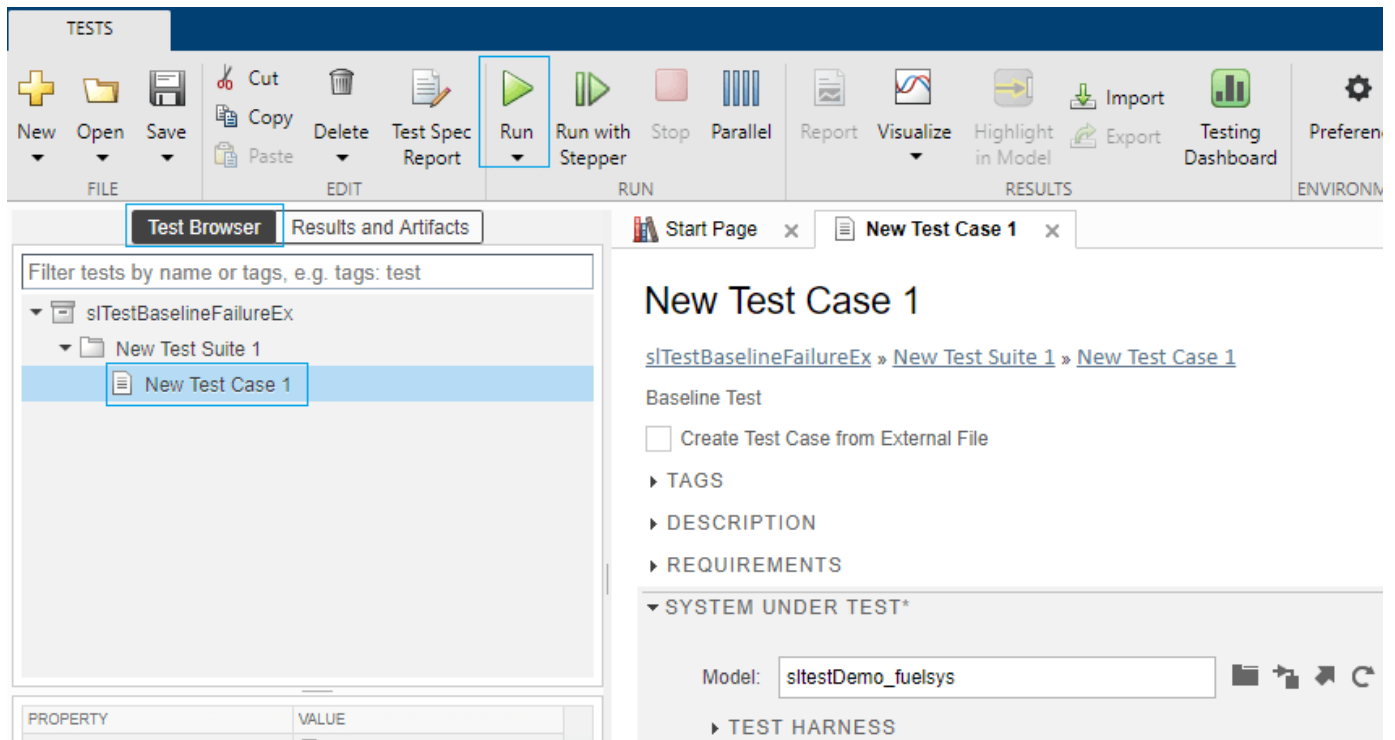 TESTS
Cut
Copy
Paste
Import
Export
New Open Save Delete Test Spec Report Run Run with Stepper Stop Parallel Report Visualize Highlight in Model Testing Dashboard Preferen
FILE EDIT RUN RESULTS ENVIRONM
Test Browser Results and Artifacts Start Page New Test Case 1
Filter tests by name or tags, e.g. tags: test
slTestBaselineFailureEx
New Test Suite 1
New Test Case 1
PROPERTY VALUE
New Test Case 1
slTestBaselineFailureEx » New Test Suite 1 » New Test Case 1
Baseline Test
Create Test Case from External File
TAGS
DESCRIPTION
REQUIREMENTS
SYSTEM UNDER TEST*
Model: sltestDemo_fuelsys
TEST HARNESS